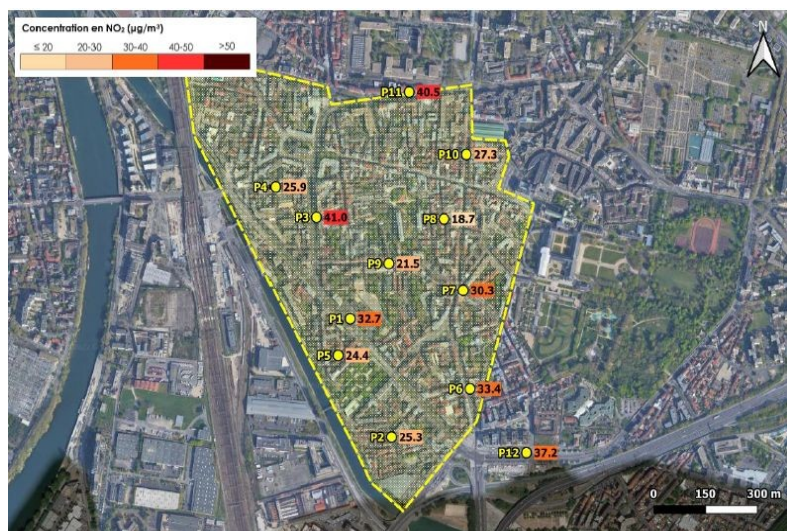 Concentration en NO₂ (µg/m³)
≤ 20 20-30 30-40 40-50 >50
N
P11 40.5
P10 27.3
P4 25.9
P3 41.0
P8 18.7
P9 21.5
P7 30.3
P1 32.7
P5 24.4
P6 33.4
P2 25.3
P12 37.2
0 150 300 m